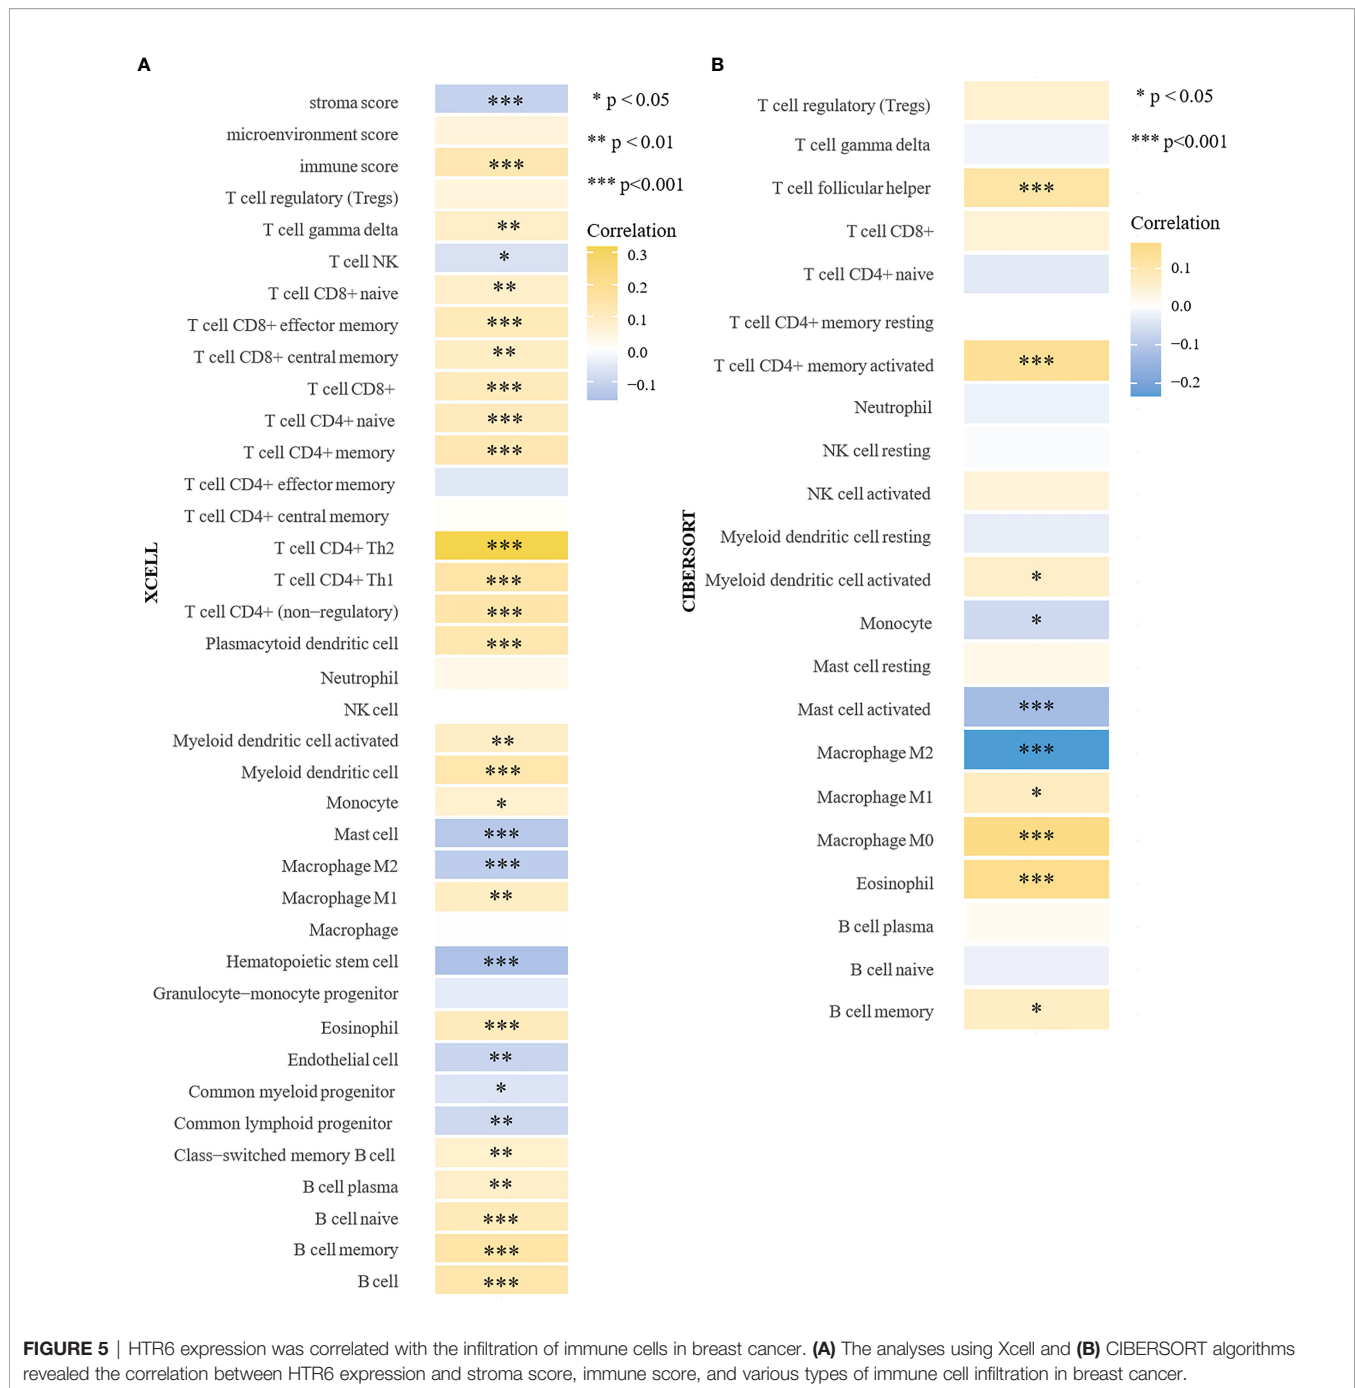 A
XCELL
stroma score ***
microenvironment score
immune score ***
T cell regulatory (Tregs)
T cell gamma delta **
T cell NK *
T cell CD8+ naive **
T cell CD8+ effector memory ***
T cell CD8+ central memory **
T cell CD8+ ***
T cell CD4+ naive ***
T cell CD4+ memory ***
T cell CD4+ effector memory
T cell CD4+ central memory
T cell CD4+ Th2 ***
T cell CD4+ Th1 ***
T cell CD4+ (non−regulatory) ***
Plasmacytoid dendritic cell ***
Neutrophil
NK cell
Myeloid dendritic cell activated **
Myeloid dendritic cell ***
Monocyte *
Mast cell ***
Macrophage M2 ***
Macrophage M1 **
Macrophage
Hematopoietic stem cell ***
Granulocyte−monocyte progenitor
Eosinophil ***
Endothelial cell **
Common myeloid progenitor *
Common lymphoid progenitor **
Class−switched memory B cell **
B cell plasma **
B cell naive ***
B cell memory ***
B cell ***
* p < 0.05
** p < 0.01
*** p<0.001
Correlation
0.3
0.2
0.1
0.0
−0.1
B
CIBERSORT
T cell regulatory (Tregs)
T cell gamma delta
T cell follicular helper ***
T cell CD8+
T cell CD4+ naive
T cell CD4+ memory resting
T cell CD4+ memory activated ***
Neutrophil
NK cell resting
NK cell activated
Myeloid dendritic cell resting
Myeloid dendritic cell activated *
Monocyte *
Mast cell resting
Mast cell activated ***
Macrophage M2 ***
Macrophage M1 *
Macrophage M0 ***
Eosinophil ***
B cell plasma
B cell naive
B cell memory *
* p < 0.05
*** p<0.001
Correlation
0.1
0.0
−0.1
−0.2
FIGURE 5 | HTR6 expression was correlated with the infiltration of immune cells in breast cancer. (A) The analyses using Xcell and (B) CIBERSORT algorithms
revealed the correlation between HTR6 expression and stroma score, immune score, and various types of immune cell infiltration in breast cancer.